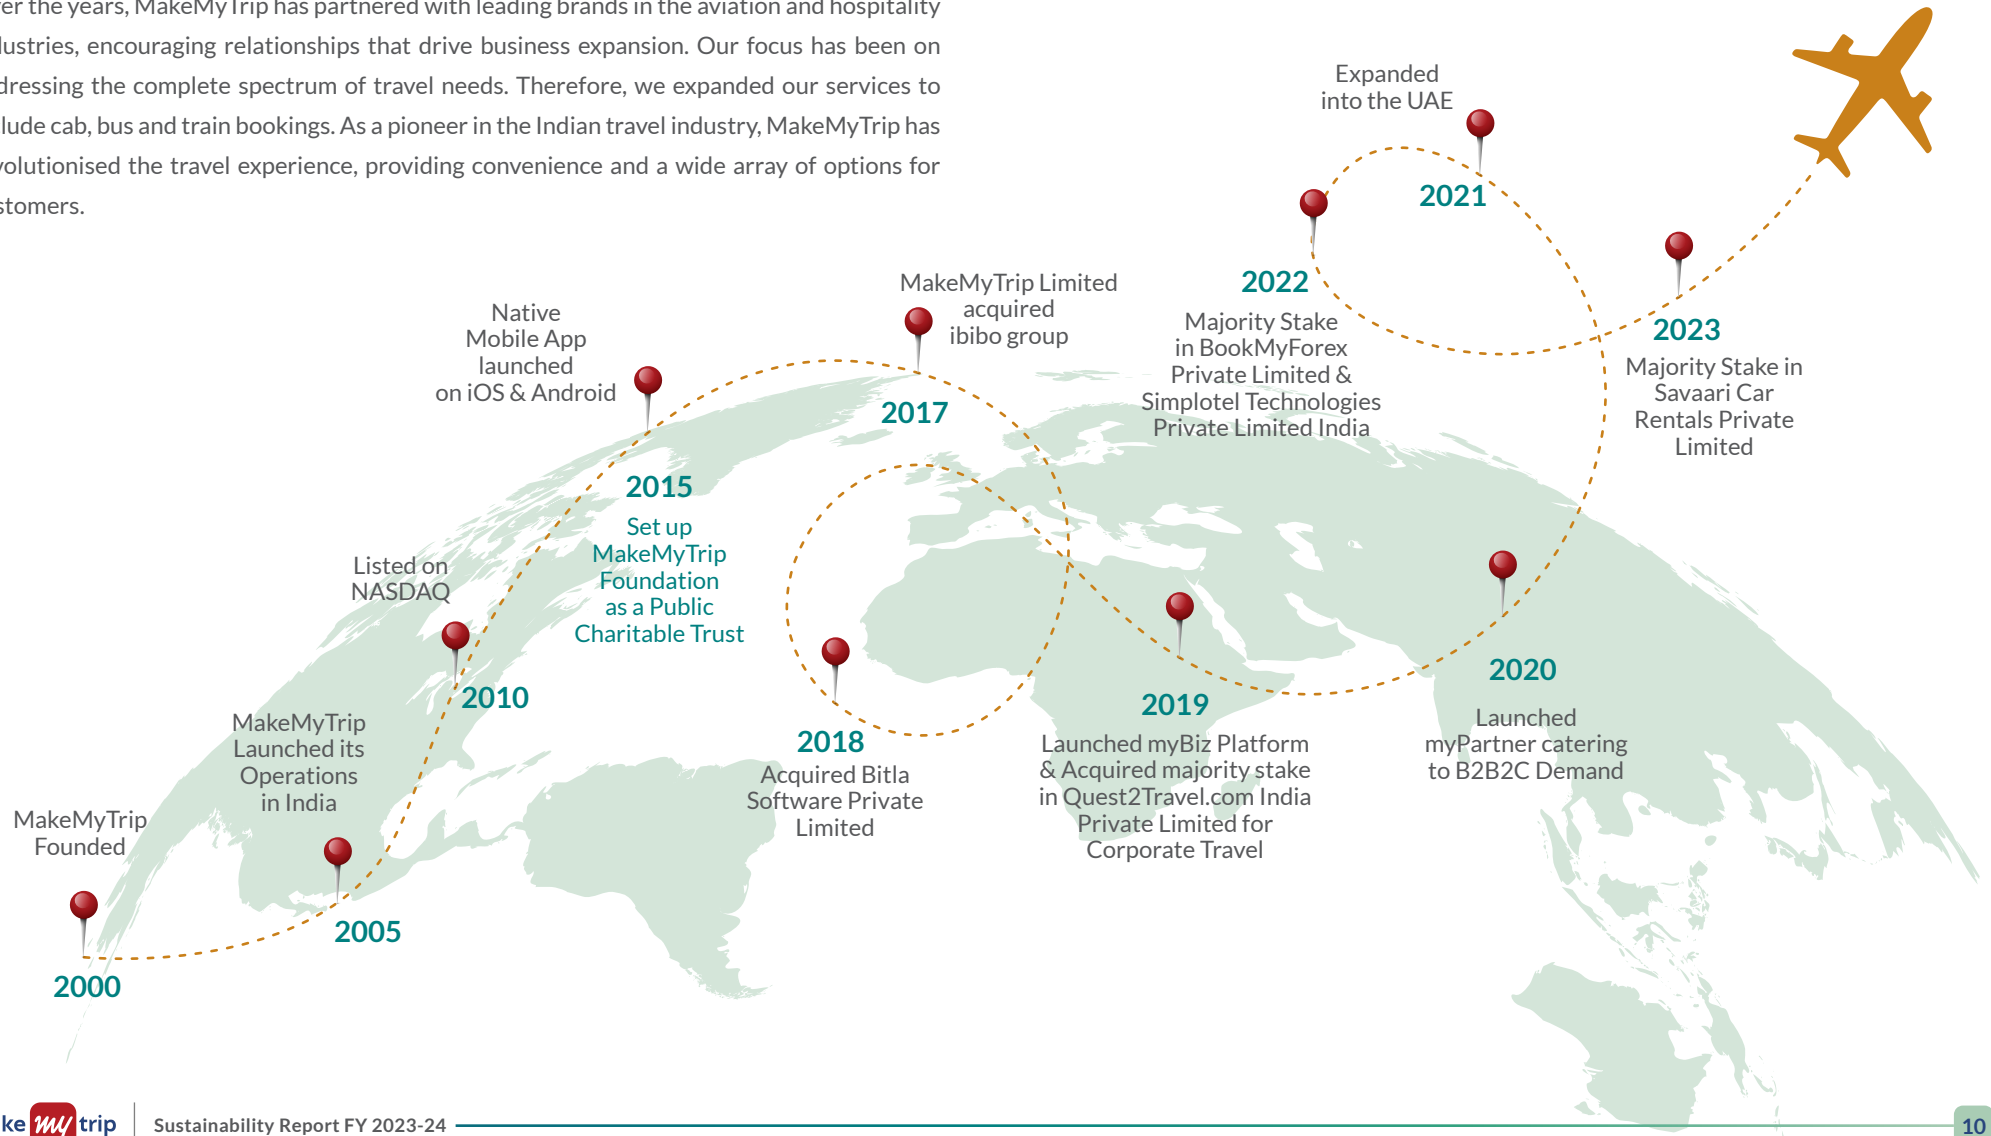 er the years, MakeMyTrip has partnered with leading brands in the aviation and hospitality
lustries, encouraging relationships that drive business expansion. Our focus has been on
dressing the complete spectrum of travel needs. Therefore, we expanded our services to
lude cab, bus and train bookings. As a pioneer in the Indian travel industry, MakeMyTrip has
volutionised the travel experience, providing convenience and a wide array of options for
stomers.
MakeMyTrip
Founded
2000
MakeMyTrip
Launched its
Operations
in India
2005
Listed on
NASDAQ
2010
Native
Mobile App
launched
on iOS & Android
2015
Set up
MakeMyTrip
Foundation
as a Public
Charitable Trust
MakeMyTrip Limited
acquired
ibibo group
2017
2018
Acquired Bitla
Software Private
Limited
2019
Launched myBiz Platform
& Acquired majority stake
in Quest2Travel.com India
Private Limited for
Corporate Travel
2020
Launched
myPartner catering
to B2B2C Demand
Expanded
into the UAE
2021
2022
Majority Stake
in BookMyForex
Private Limited &
Simplotel Technologies
Private Limited India
2023
Majority Stake in
Savaari Car
Rentals Private
Limited
ke my trip
Sustainability Report FY 2023-24
10